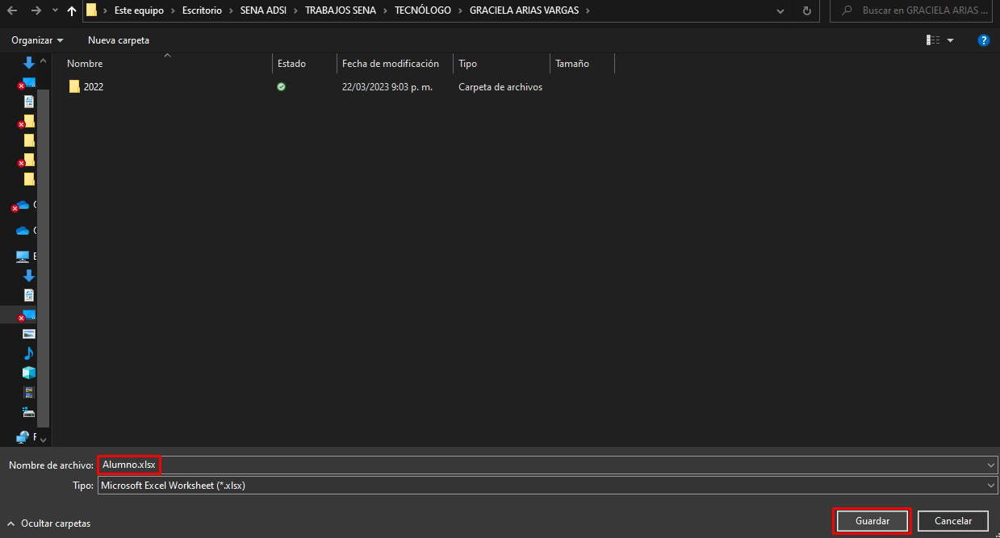 Este equipo > Escritorio > SENA ADSI > TRABAJOS SENA > TECNÓLOGO > GRACIELA ARIAS VARGAS >
Buscar en GRACIELA ARIAS ...
Organizar Nueva carpeta
?
Nombre Estado Fecha de modificación Tipo Tamaño
2022 22/03/2023 9:03 p. m. Carpeta de archivos
Nombre de archivo: Alumno.xlsx
Tipo: Microsoft Excel Worksheet (*.xlsx)
Ocultar carpetas Guardar Cancelar